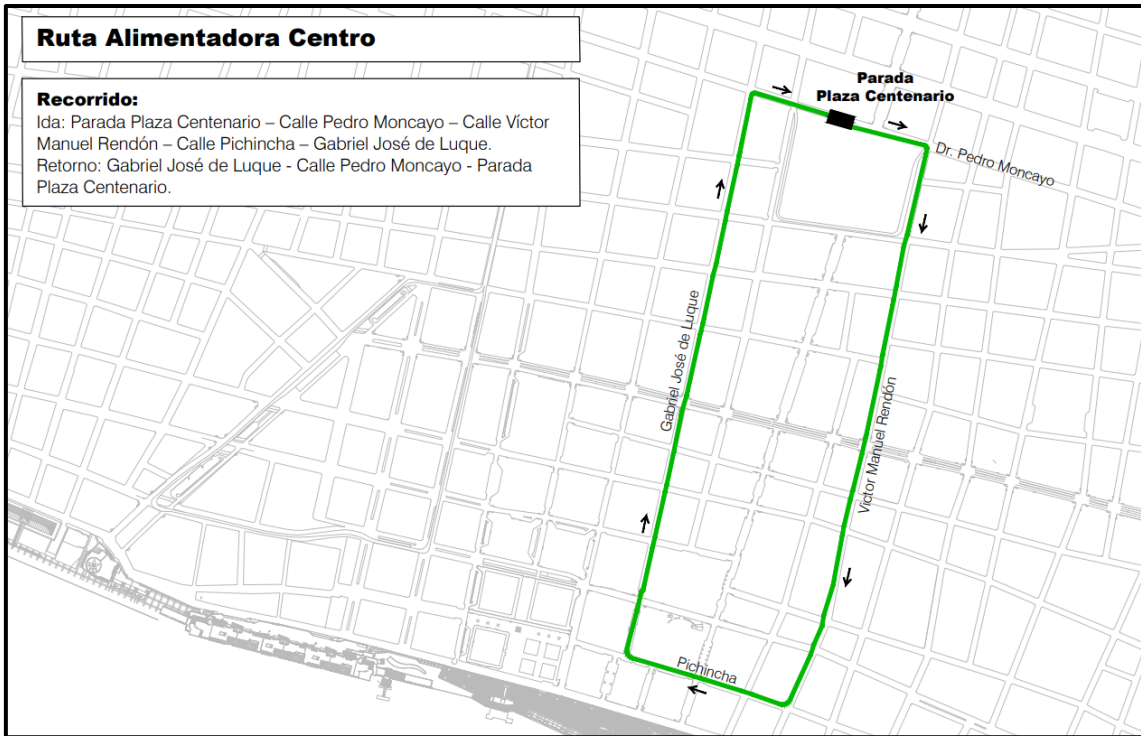 Ruta Alimentadora Centro
Recorrido:
Ida: Parada Plaza Centenario – Calle Pedro Moncayo – Calle Víctor
Manuel Rendón – Calle Pichincha – Gabriel José de Luque.
Retorno: Gabriel José de Luque - Calle Pedro Moncayo - Parada
Plaza Centenario.
Parada
Plaza Centenario
Dr. Pedro Moncayo
Gabriel José de Luque
Victor Manuel Rendón
Pichincha